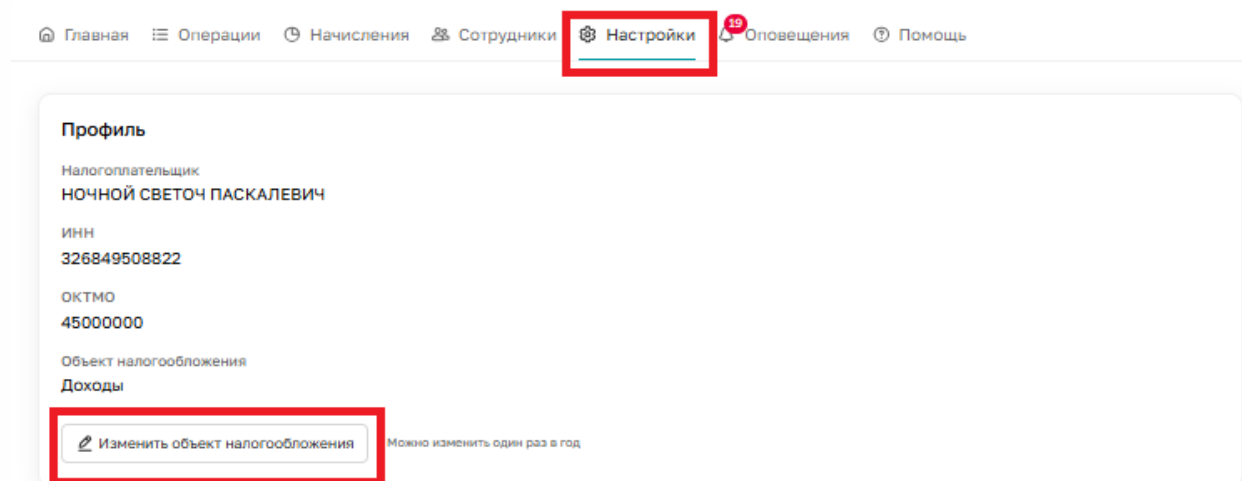 Главная Операции Начисления Сотрудники Настройки 19 Оповещения Помощь
Профиль
Налогоплательщик
НОЧНОЙ СВЕТОЧ ПАСКАЛЕВИЧ
ИНН
326849508822
ОКТМО
45000000
Объект налогообложения
Доходы
Изменить объект налогообложения Можно изменить один раз в год